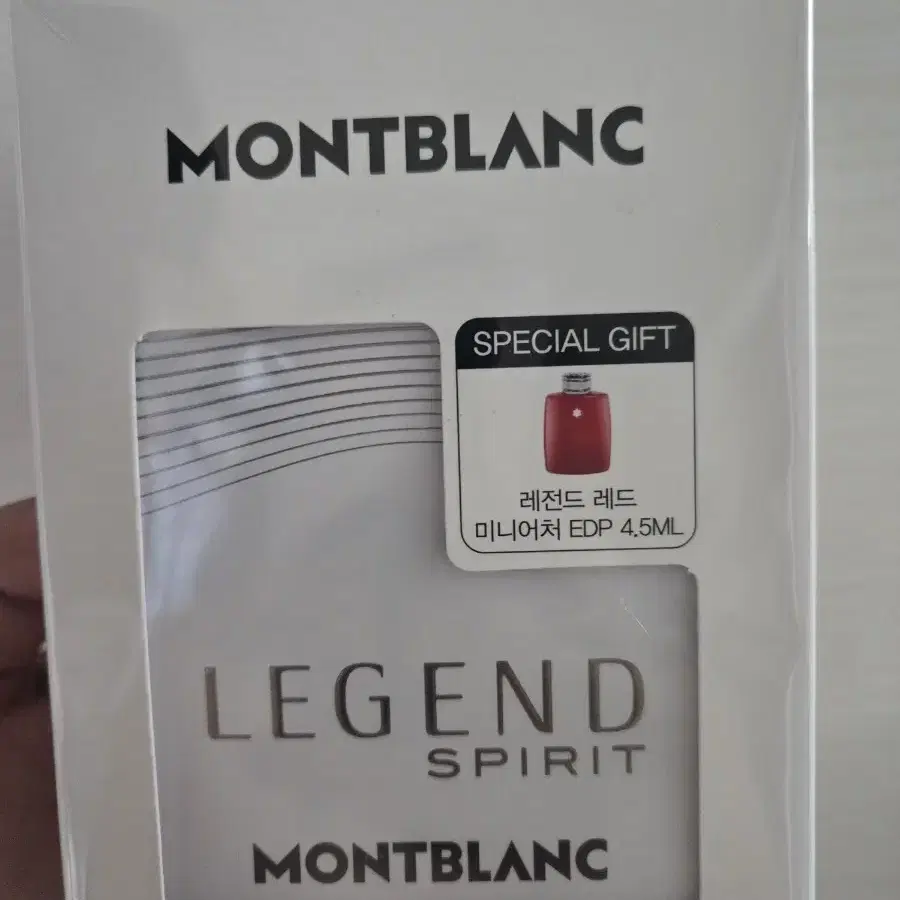 MONTBLANC
SPECIAL GIFT
레전드 레드
미니어처 EDP 4.5ML
LEGEND
SPIRIT
MONTBLANC